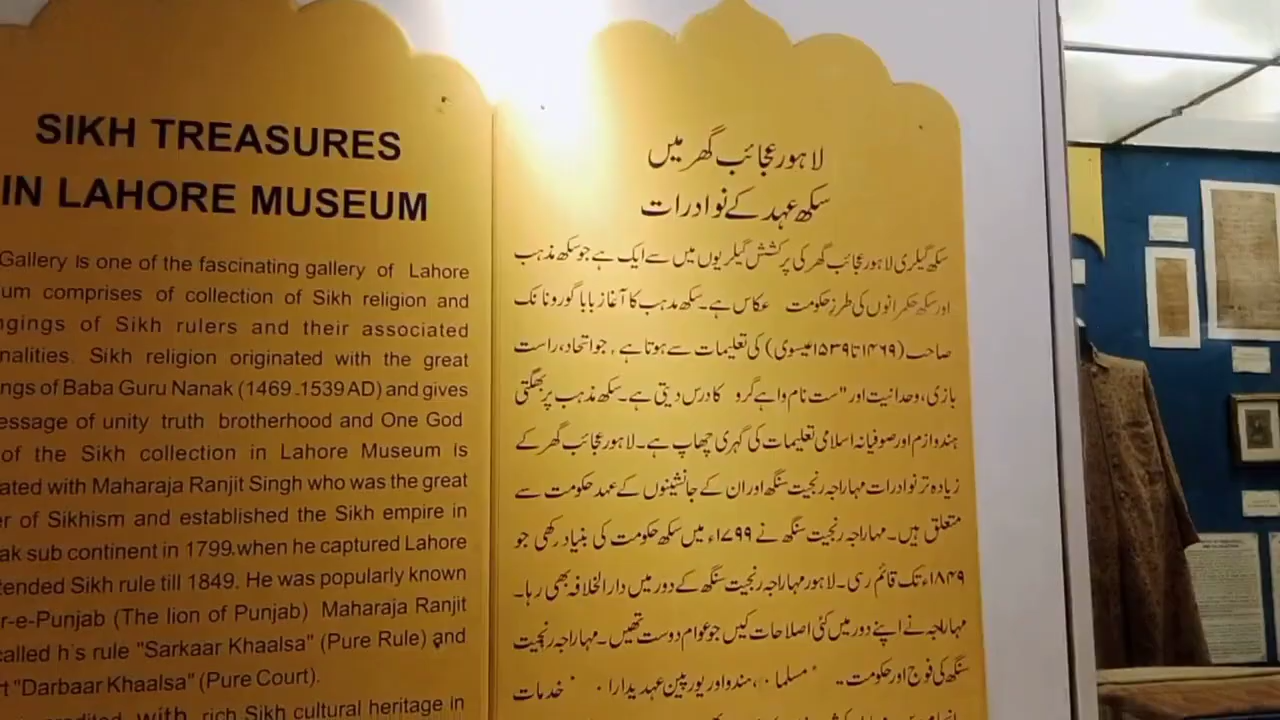 SIKH TREASURES
IN LAHORE MUSEUM
Gallery is one of the fascinating gallery of Lahore
um comprises of collection of Sikh religion and
ngings of Sikh rulers and their associated
nalities. Sikh religion originated with the great
ngs of Baba Guru Nanak (1469-1539 AD) and gives
essage of unity truth brotherhood and One God
of the Sikh collection in Lahore Museum is
ated with Maharaja Ranjit Singh who was the great
er of Sikhism and established the Sikh empire in
ak sub continent in 1799.when he captured Lahore
tended Sikh rule till 1849. He was popularly known
r-e-Punjab (The lion of Punjab) Maharaja Ranjit
called h s rule "Sarkaar Khaalsa" (Pure Rule) and
rt "Darbaar Khaalsa" (Pure Court).
with rich Sikh cultural heritage in
لاہور عجائب گھر میں
سکھ عہد کے نوادرات
سکھ گیلری لاہور عجائب گھر کی پرکشش گیلریوں میں سے ایک ہے جو سکھ مذہب
اور سکھ حکمرانوں کی طرز حکومت عکاس ہے۔ سکھ مذہب کا آغاز بابا گورونانک
صاحب (۱۴۶۹ تا ۱۵۳۹ عیسوی) کی تعلیمات سے ہوتا ہے، جو اتحاد، راست
بازی، وحدانیت اور "ست نام واہے گرو کا درس دیتی ہے۔ سکھ مذہب پر بھگتی
ہندوازم اور صوفیانہ اسلامی تعلیمات کی گہری چھاپ ہے۔ لاہور عجائب گھر کے
زیادہ تر نوادرات مہاراجہ رنجیت سنگھ اور ان کے جانشینوں کے عہد حکومت سے
متعلق ہیں۔ مہاراجہ رنجیت سنگھ نے ۱۷۹۹ء میں سکھ حکومت کی بنیاد رکھی جو
۱۸۴۹ء تک قائم رہی۔ لاہور مہاراجہ رنجیت سنگھ کے دور میں دارالخلافہ بھی رہا۔
مہاراجہ نے اپنے دور میں کئی اصلاحات کیں جو عوام دوست تھیں۔ مہاراجہ رنجیت
سنگھ کی فوج اور حکومت مسلما ، ہندو اور یورپین عہدیدارا خدمات